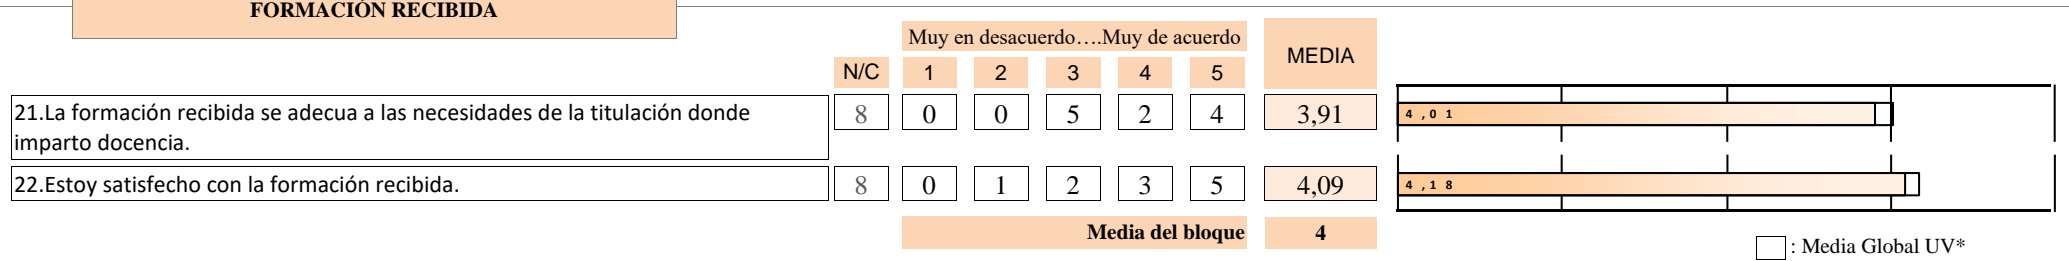 FORMACIÓN RECIBIDA
Muy en desacuerdo….Muy de acuerdo
MEDIA
N/C 1 2 3 4 5
21.La formación recibida se adecua a las necesidades de la titulación donde
imparto docencia.
8 0 0 5 2 4 3,91
4,01
22.Estoy satisfecho con la formación recibida.
8 0 1 2 3 5 4,09
4,18
Media del bloque 4
: Media Global UV*